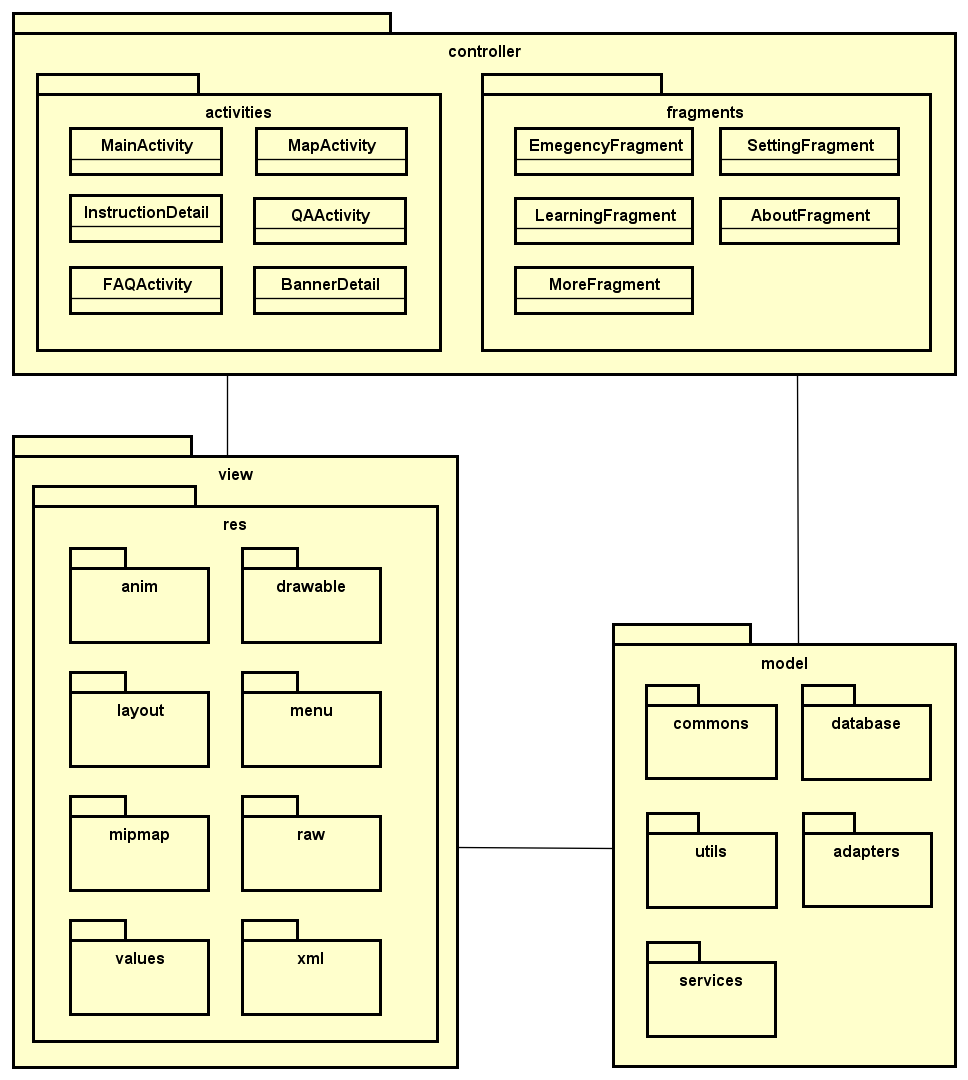 controller
activities
MainActivity
MapActivity
InstructionDetail
QAActivity
FAQActivity
BannerDetail
fragments
EmegencyFragment
SettingFragment
LearningFragment
AboutFragment
MoreFragment
view
res
anim
drawable
layout
menu
mipmap
raw
values
xml
model
commons
database
utils
adapters
services